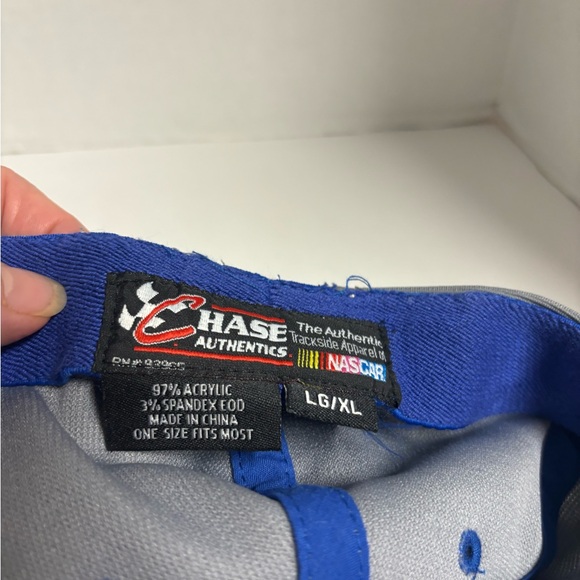 CHASE
AUTHENTICS
The Authentic
Trackside Apparel
NASCAR
97% ACRYLIC
3% SPANDEX EOD
MADE IN CHINA
ONE SIZE FITS MOST
LG/XL